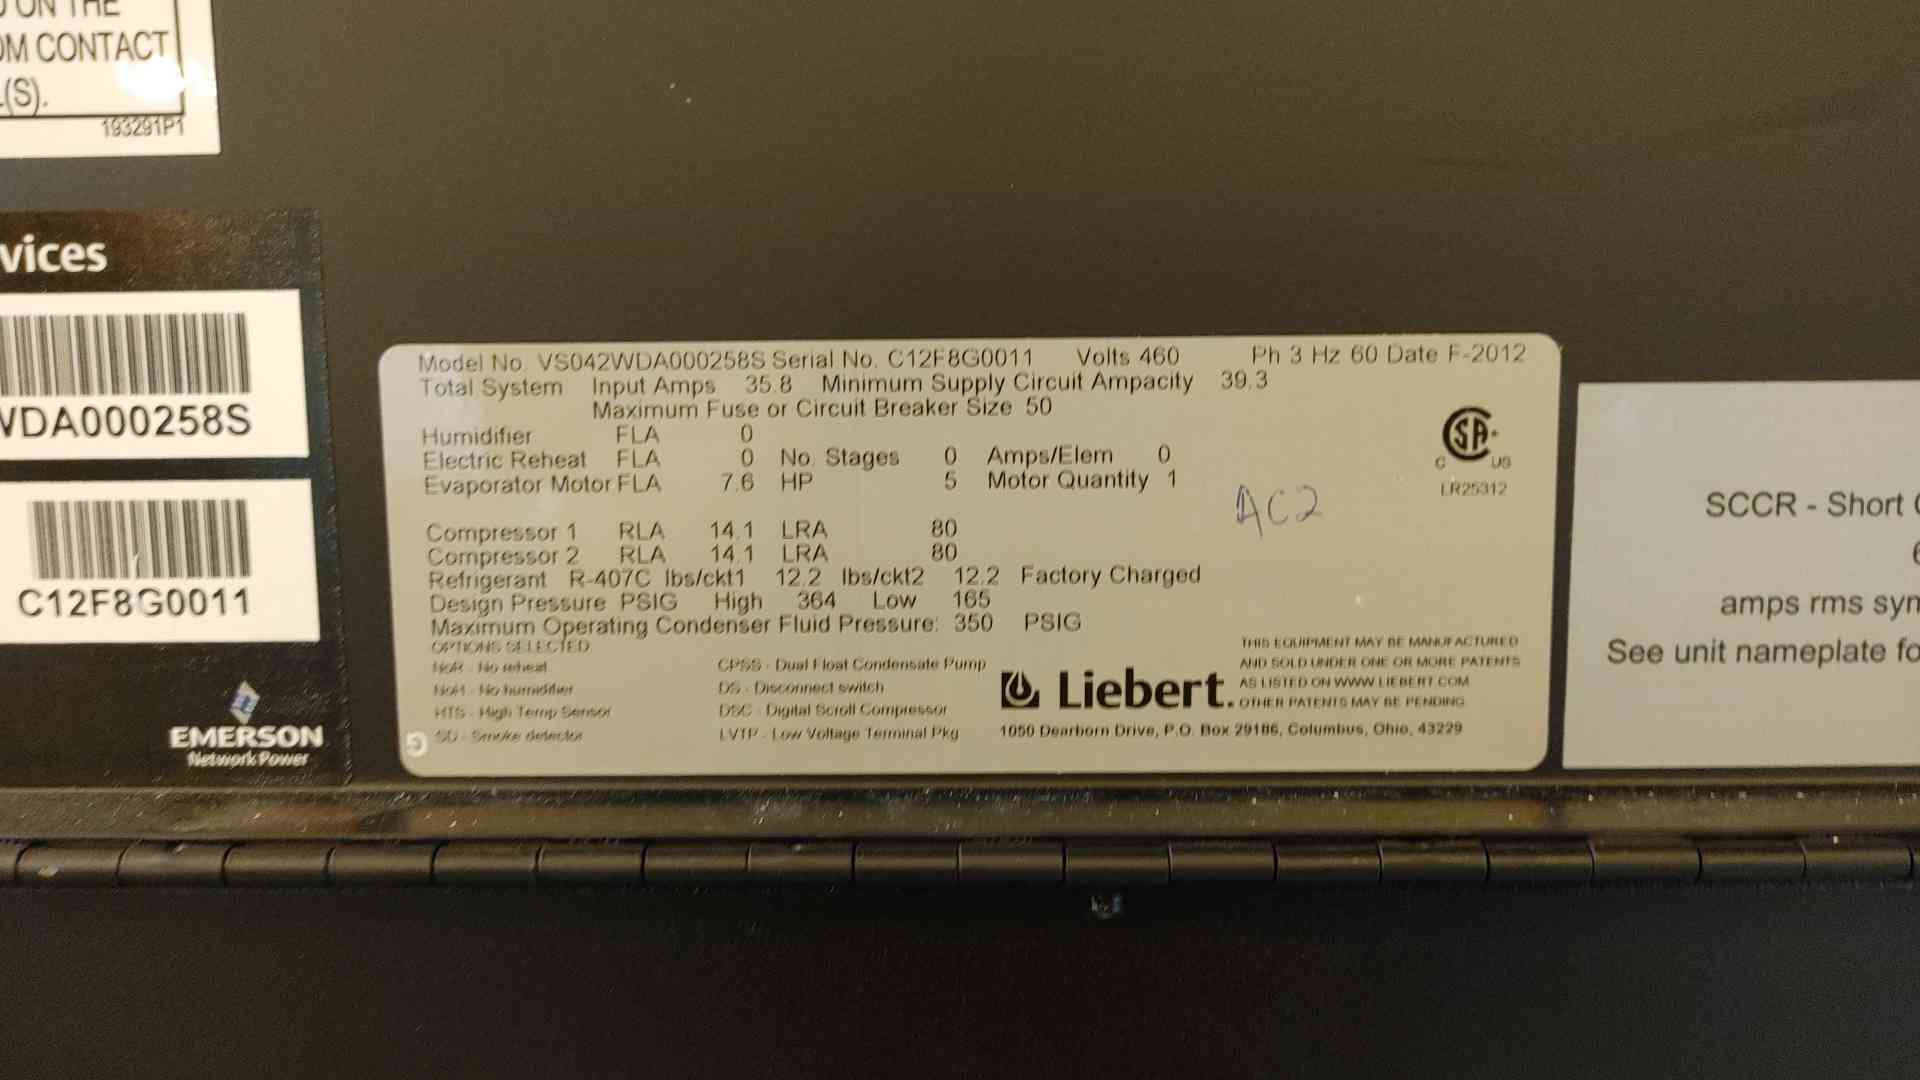 ON THE
OM CONTACT
(S).
193291P1
vices
WDA000258S
C12F8G0011
EMERSON
Network Power
Model No. VS042WDA000258S Serial No. C12F8G0011 Volts 460 Ph 3 Hz 60 Date F-2012
Total System Input Amps 35.8 Minimum Supply Circuit Ampacity 39.3
Maximum Fuse or Circuit Breaker Size 50
Humidifier FLA 0
Electric Reheat FLA 0 No. Stages 0 Amps/Elem 0
Evaporator Motor FLA 7.6 HP 5 Motor Quantity 1
Compressor 1 RLA 14.1 LRA 80
Compressor 2 RLA 14.1 LRA 80
Refrigerant R-407C lbs/ckt1 12.2 lbs/ckt2 12.2 Factory Charged
Design Pressure PSIG High 364 Low 165
Maximum Operating Condenser Fluid Pressure: 350 PSIG
OPTIONS SELECTED
NoR - No reheat
NoH - No humidifier
HTS - High Temp Sensor
SD - Smoke detector
CPSS - Dual Float Condensate Pump
DS - Disconnect switch
DSC - Digital Scroll Compressor
LVTP - Low Voltage Terminal Pkg
AC2
SA
C US
LR25312
Liebert.
THIS EQUIPMENT MAY BE MANUFACTURED
AND SOLD UNDER ONE OR MORE PATENTS
AS LISTED ON WWW.LIEBERT.COM
OTHER PATENTS MAY BE PENDING.
1050 Dearborn Drive, P.O. Box 29186, Columbus, Ohio, 43229
SCCR - Short
amps rms sym
See unit nameplate fo